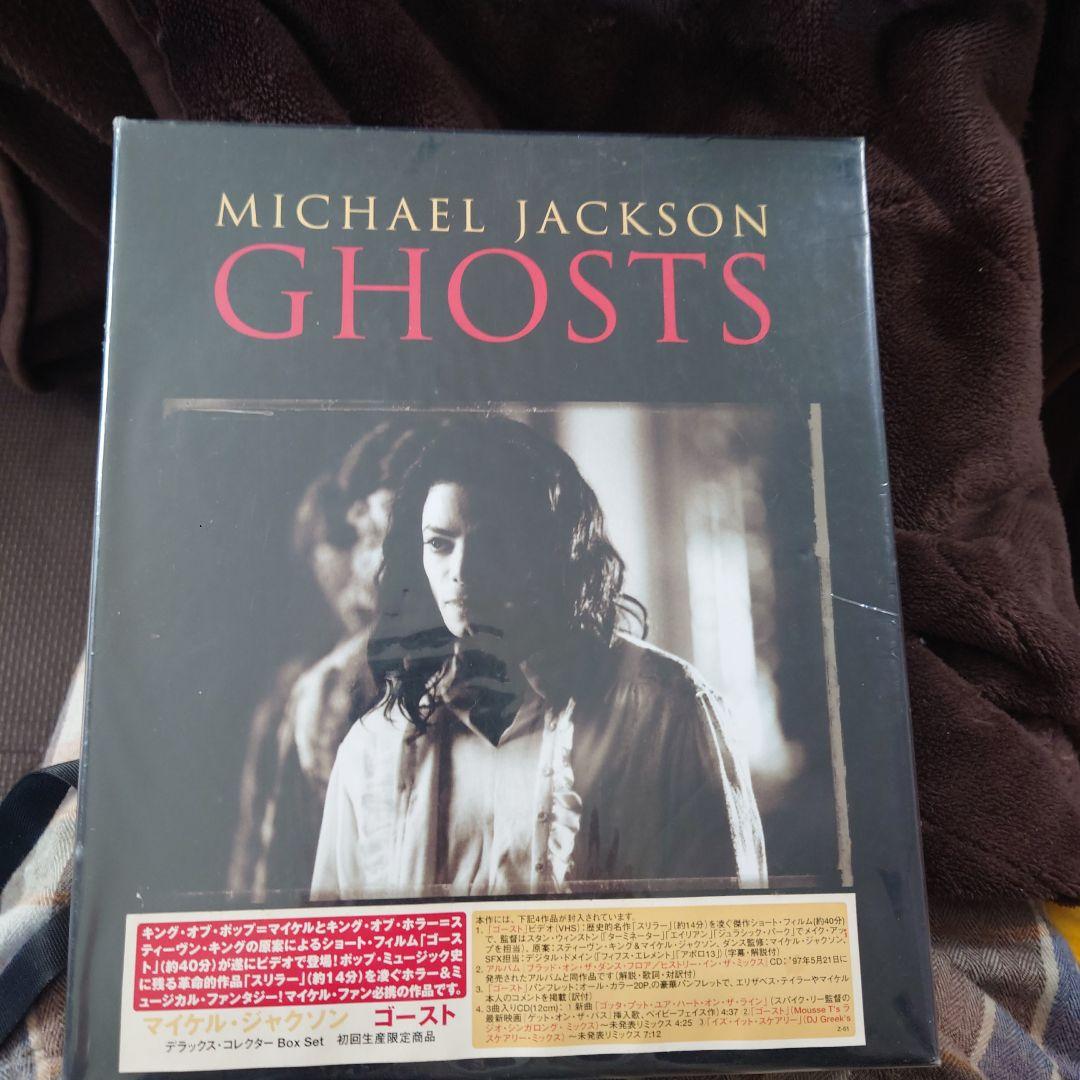 MICHAEL JACKSON
GHOSTS
キング・オブ・ポップ=マイケルとキング・オブ・ホラー=ス
ティーヴン・キングの原案によるショート・フィルム「ゴース
ト」(約40分)が遂にビデオで登場!ポップ・ミュージック史
に残る革命的作品「スリラー」(約14分)を凌ぐホラー&ミ
ュージカル・ファンタジー!マイケル・ファン必携の作品です。
マイケル・ジャクソン ゴースト
デラックス・コレクター Box Set 初回生産限定商品
本作には、下記4作品が封入されています。
1.「ゴースト」ビデオ(VHS):歴史的名作「スリラー」(約14分)を凌ぐ傑作ショート・フィルム(約40分)
で、監督はスタン・ウィンストン(「ターミネーター」「エイリアン」「ジュラシック・パーク」でメイク・アッ
プを担当)、原案:スティーヴン・キング&マイケル・ジャクソン、ダンス監修:マイケル・ジャクソン、
SFX担当:デジタル・ドメイン(「フィフス・エレメント」、「アポロ13」)(字幕・解説付)
2. アルバム「ブラッド・オン・ザ・ダンス・フロア/ヒストリー・イン・ザ・ミックス」CD:'97年5月21日に
発売されたアルバムと同作品です(解説・歌詞・対訳付)
3.「ゴースト」パンフレット:オール・カラー20P.の豪華パンフレットで、エリザベス・テイラーやマイケル
本人のコメントを掲載(訳付)
4. 3曲入りCD(12cm):1 新曲「ゴッタ・プット・ユア・ハート・オン・ザ・ライン」(スパイク・リー監督の
最新映画「ゲット・オン・ザ・バス」挿入歌、ベイビーフェイス作) 4:37 2「ゴースト」(Mousse T's ラ
ジオ・シンガロング・ミックス)〜未発表リミックス 4:25 3「イズ・イット・スケアリー」(DJ Greek's
スケアリー・ミックス) 〜未発表リミックス 7:12
Z-51